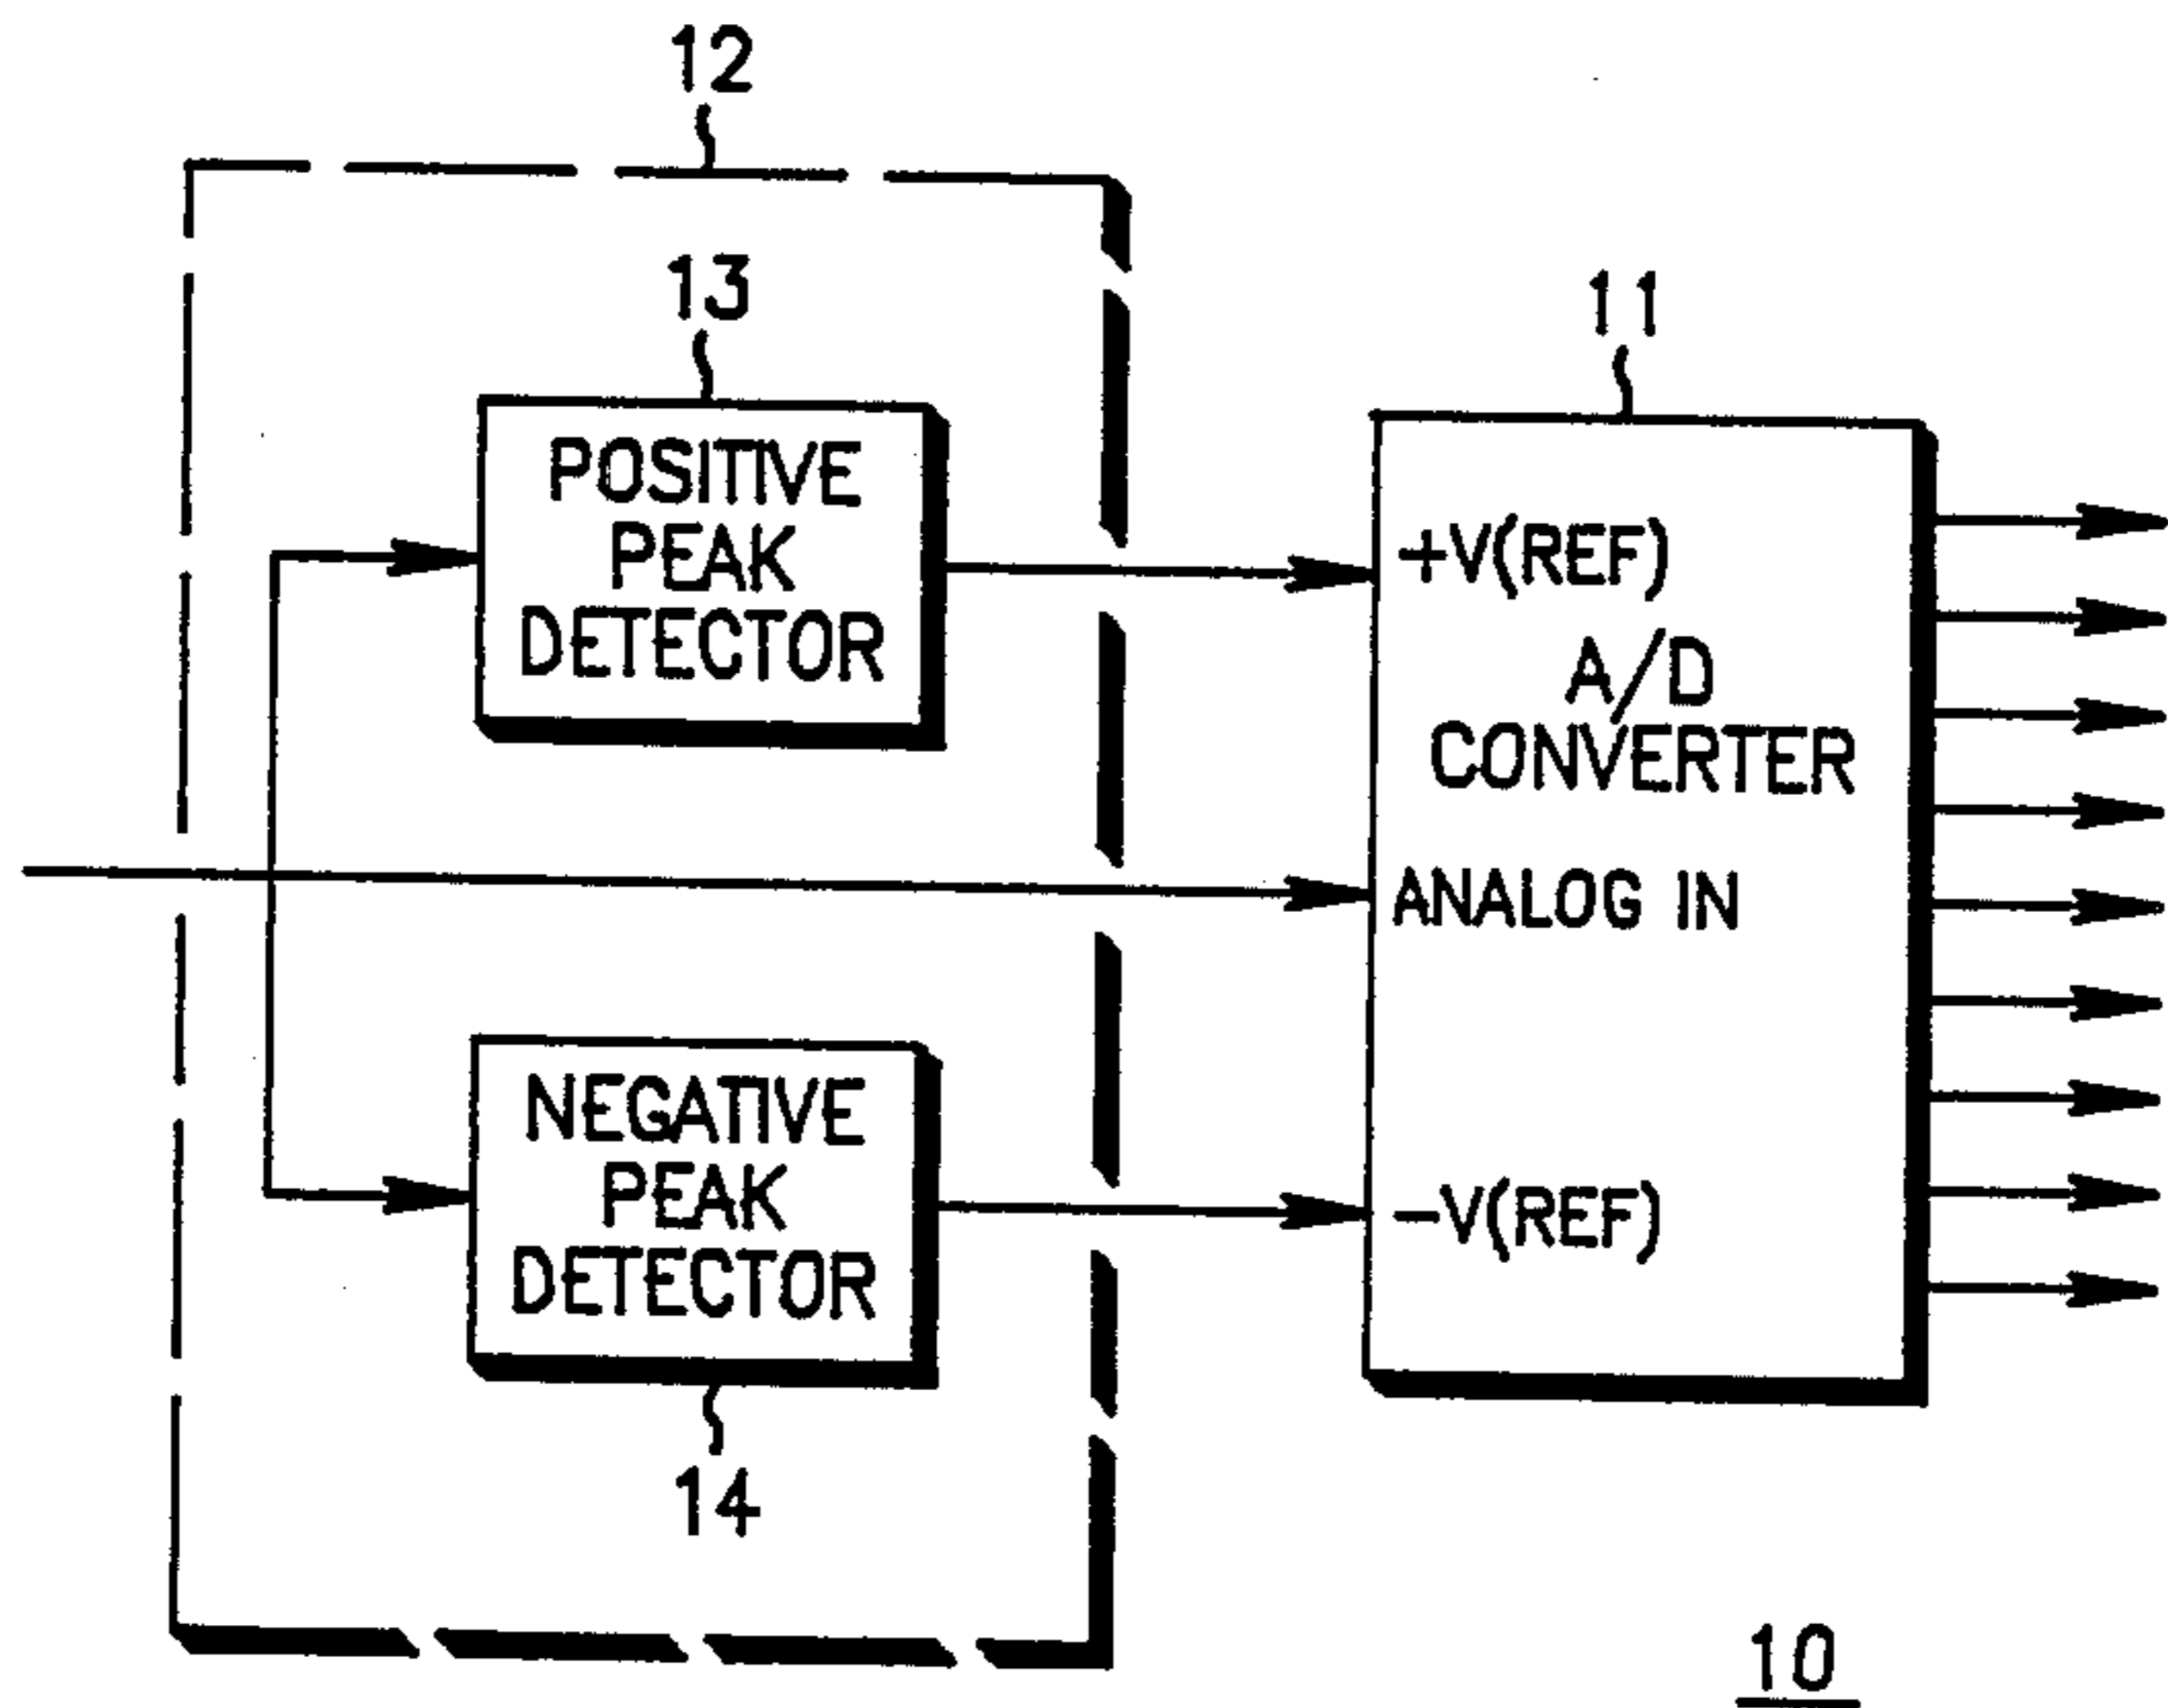 12
13
11
POSITIVE
PEAK
DETECTOR
+V(REF)
A/D
CONVERTER
ANALOG IN
NEGATIVE
PEAK
DETECTOR
-V(REF)
14
10